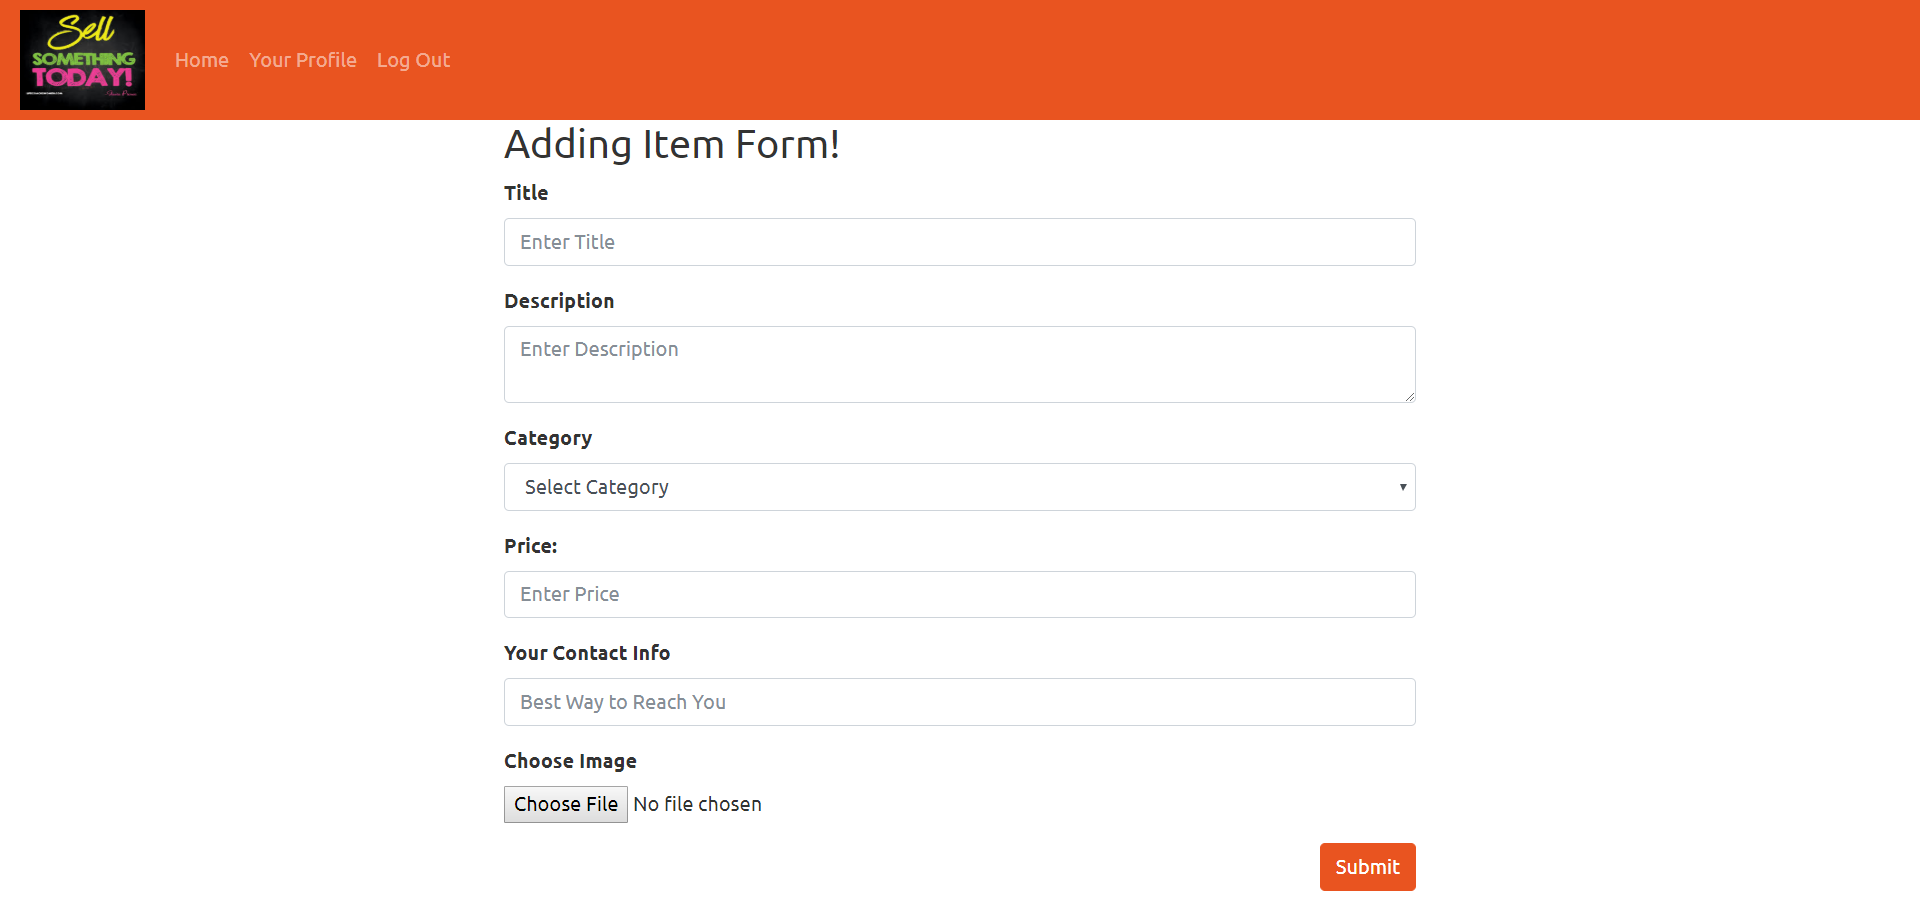 Sell
SOMETHING
TODAY!
Home Your Profile Log Out
Adding Item Form!
Title
Enter Title
Description
Enter Description
Category
Select Category
Price:
Enter Price
Your Contact Info
Best Way to Reach You
Choose Image
Choose File No file chosen
Submit